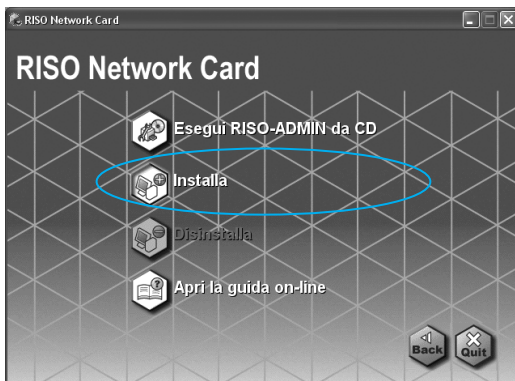 RISO Network Card
RISO Network Card
Esegui RISO-ADMIN da CD
Installa
Disinstalla
Apri la guida on-line
Back
Quit